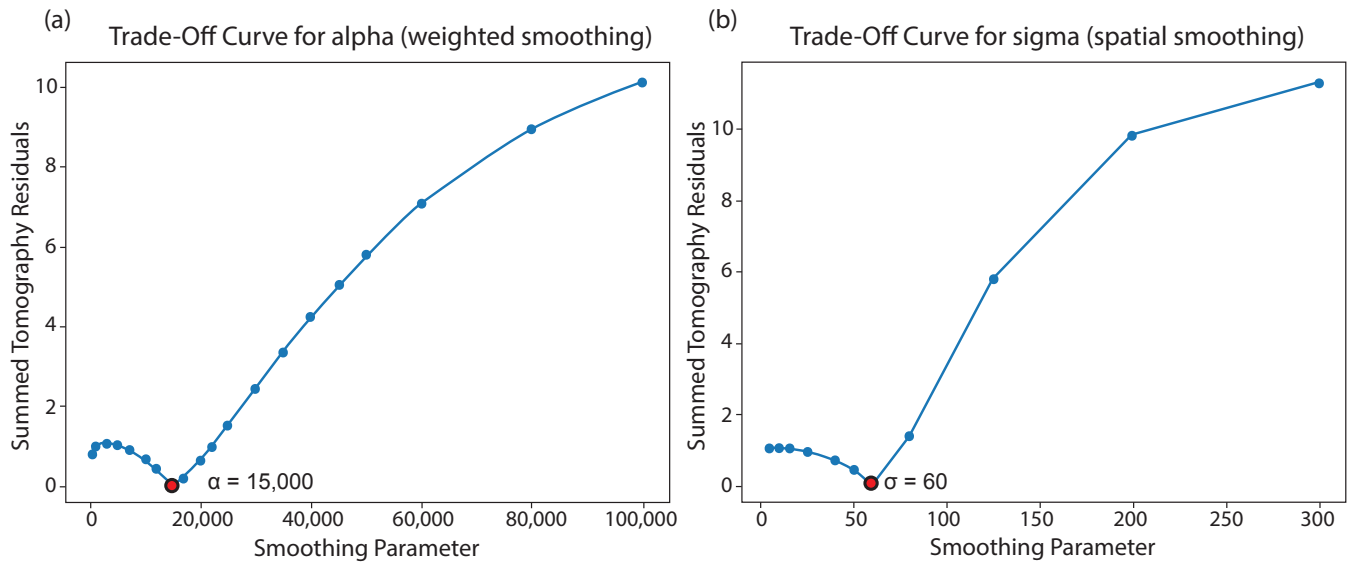 (a)
Trade-Off Curve for alpha (weighted smoothing)
Summed Tomography Residuals
10
8
6
4
2
0
α = 15,000
0 20,000 40,000 60,000 80,000 100,000
Smoothing Parameter
(b)
Trade-Off Curve for sigma (spatial smoothing)
Summed Tomography Residuals
10
8
6
4
2
0
σ = 60
0 50 100 150 200 250 300
Smoothing Parameter